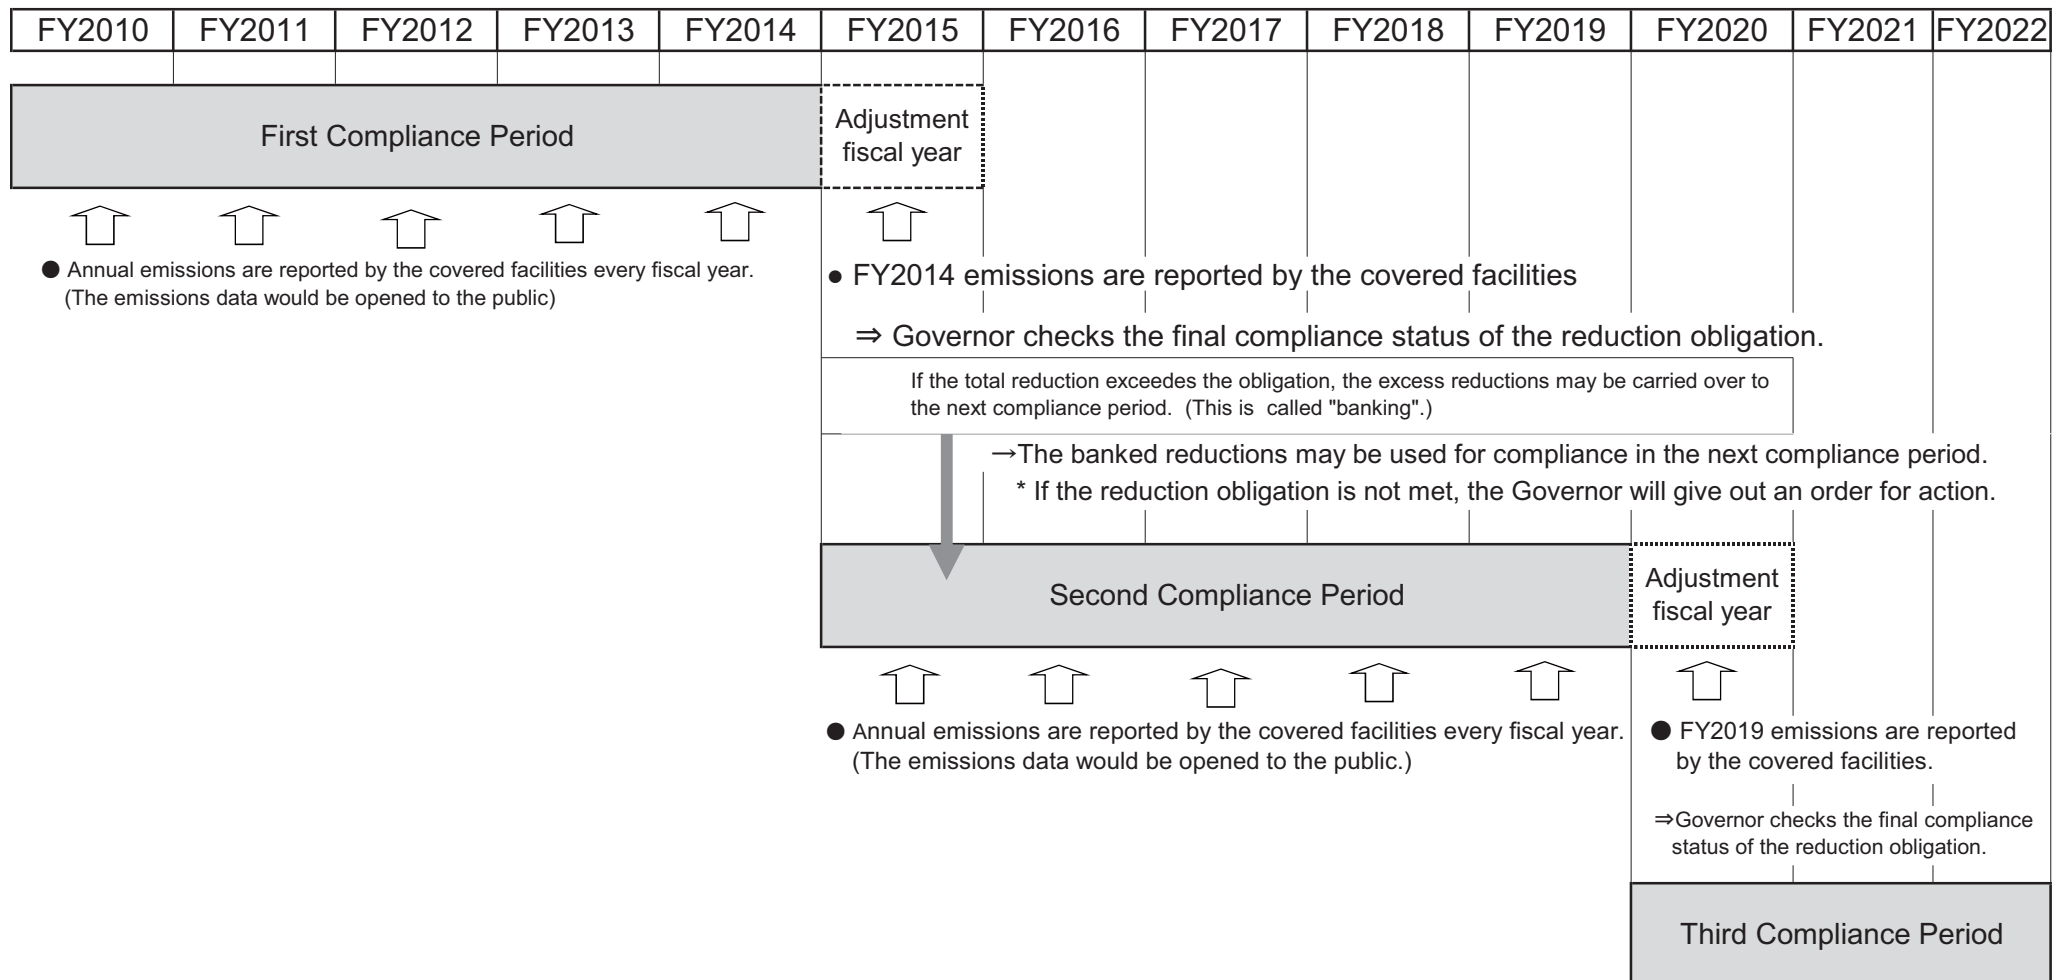 FY2010 FY2011 FY2012 FY2013 FY2014 FY2015 FY2016 FY2017 FY2018 FY2019 FY2020 FY2021 FY2022
First Compliance Period
Adjustment
fiscal year
● Annual emissions are reported by the covered facilities every fiscal year.
(The emissions data would be opened to the public)
● FY2014 emissions are reported by the covered facilities
⇒ Governor checks the final compliance status of the reduction obligation.
If the total reduction exceedes the obligation, the excess reductions may be carried over to
the next compliance period. (This is called "banking".)
→The banked reductions may be used for compliance in the next compliance period.
* If the reduction obligation is not met, the Governor will give out an order for action.
Second Compliance Period
Adjustment
fiscal year
● Annual emissions are reported by the covered facilities every fiscal year.
(The emissions data would be opened to the public.)
● FY2019 emissions are reported
by the covered facilities.
⇒Governor checks the final compliance
status of the reduction obligation.
Third Compliance Period